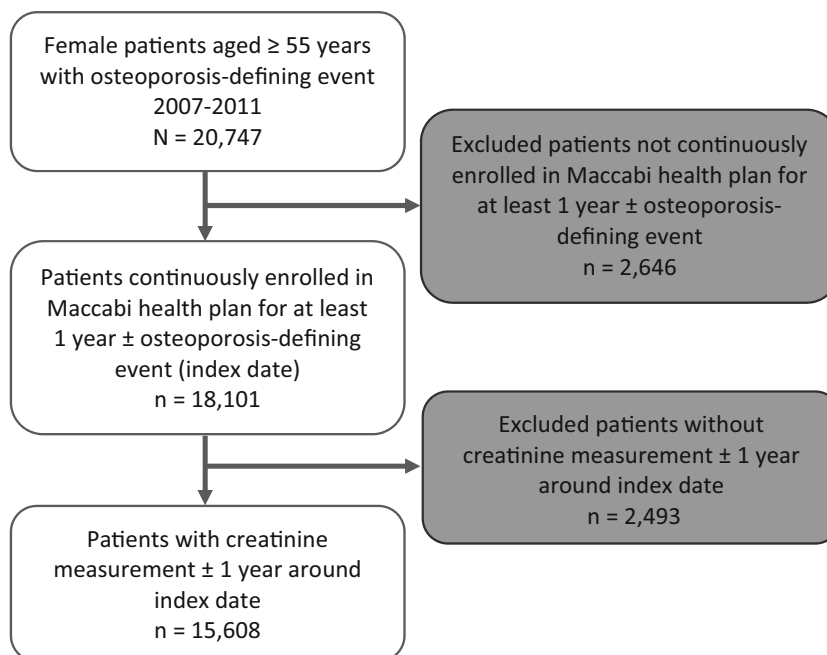 Female patients aged ≥ 55 years
with osteoporosis-defining event
2007-2011
N = 20,747
Excluded patients not continuously
enrolled in Maccabi health plan for
at least 1 year ± osteoporosis-
defining event
n = 2,646
Patients continuously enrolled in
Maccabi health plan for at least
1 year ± osteoporosis-defining
event (index date)
n = 18,101
Excluded patients without
creatinine measurement ± 1 year
around index date
n = 2,493
Patients with creatinine
measurement ± 1 year around
index date
n = 15,608